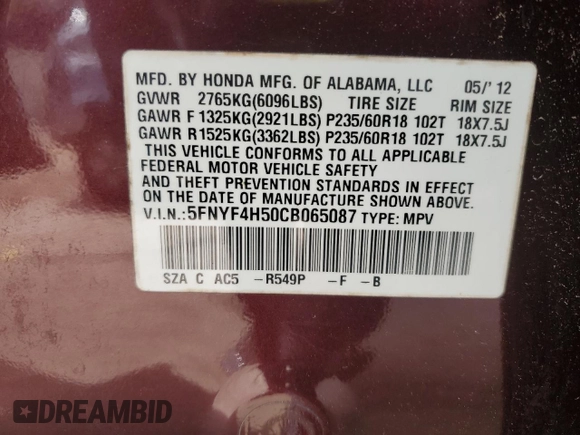 MFD. BY HONDA MFG. OF ALABAMA, LLC 05/' 12
GVWR 2765KG(6096LBS) TIRE SIZE RIM SIZE
GAWR F 1325KG(2921LBS) P235/60R18 102T 18X7.5J
GAWR R1525KG(3362LBS) P235/60R18 102T 18X7.5J
THIS VEHICLE CONFORMS TO ALL APPLICABLE
FEDERAL MOTOR VEHICLE SAFETY
AND THEFT PREVENTION STANDARDS IN EFFECT
ON THE DATE OF MANUFACTURE SHOWN ABOVE.
V.I.N.:5FNYF4H50CB065087 TYPE: MPV
SZA C AC5 -R549P -F -B
DREAMBID